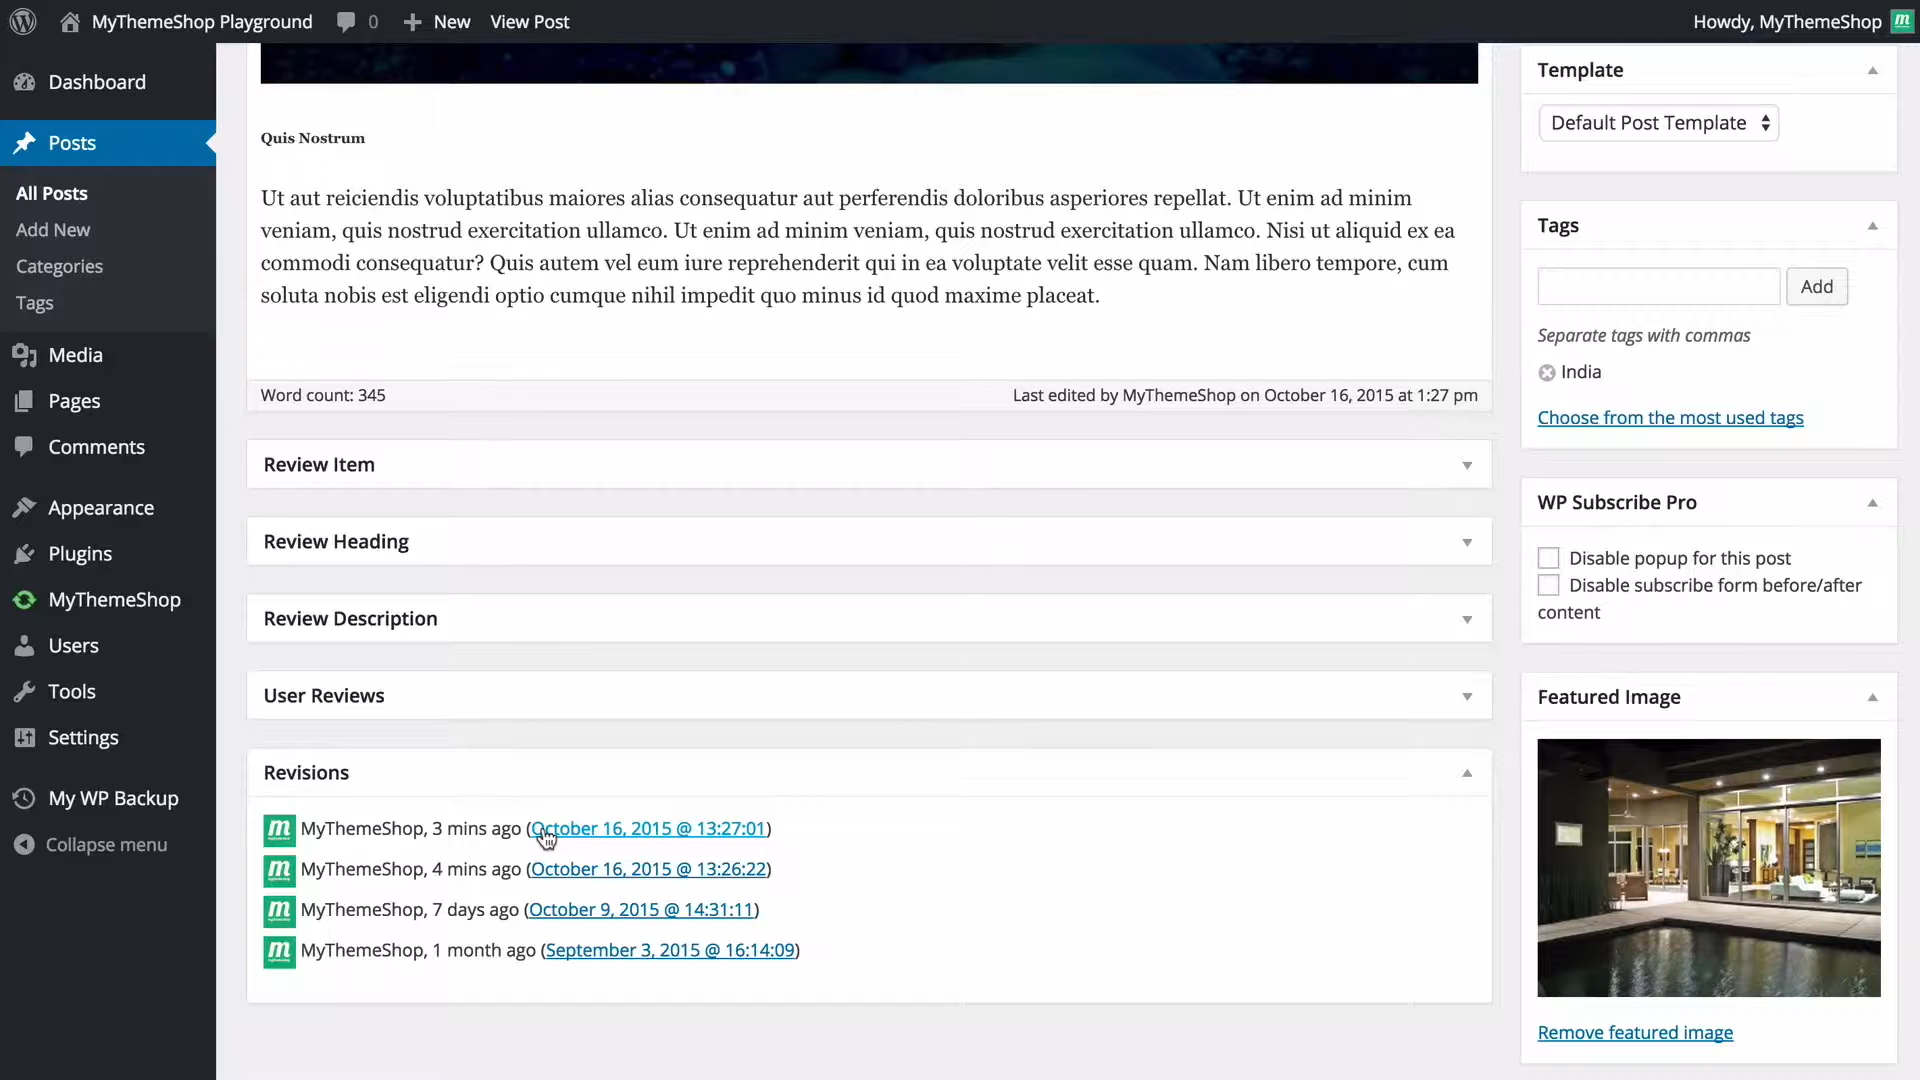 MyThemeShop Playground
0
New
View Post
Howdy, MyThemeShop
Dashboard
Posts
All Posts
Add New
Categories
Tags
Media
Pages
Comments
Appearance
Plugins
MyThemeShop
Users
Tools
Settings
My WP Backup
Collapse menu
Quis Nostrum
Ut aut reiciendis voluptatibus maiores alias consequatur aut perferendis doloribus asperiores repellat. Ut enim ad minim
veniam, quis nostrud exercitation ullamco. Ut enim ad minim veniam, quis nostrud exercitation ullamco. Nisi ut aliquid ex ea
commodi consequatur? Quis autem vel eum iure reprehenderit qui in ea voluptate velit esse quam. Nam libero tempore, cum
soluta nobis est eligendi optio cumque nihil impedit quo minus id quod maxime placeat.
Word count: 345
Last edited by MyThemeShop on October 16, 2015 at 1:27 pm
Review Item
Review Heading
Review Description
User Reviews
Revisions
MyThemeShop, 3 mins ago (October 16, 2015 @ 13:27:01)
MyThemeShop, 4 mins ago (October 16, 2015 @ 13:26:22)
MyThemeShop, 7 days ago (October 9, 2015 @ 14:31:11)
MyThemeShop, 1 month ago (September 3, 2015 @ 16:14:09)
Template
Default Post Template
Tags
Add
Separate tags with commas
India
Choose from the most used tags
WP Subscribe Pro
Disable popup for this post
Disable subscribe form before/after
content
Featured Image
Remove featured image